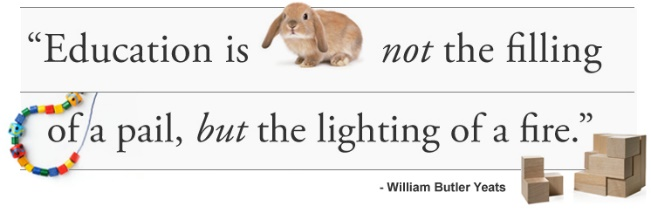 “Education is not the filling
of a pail, but the lighting of a fire.”
- William Butler Yeats